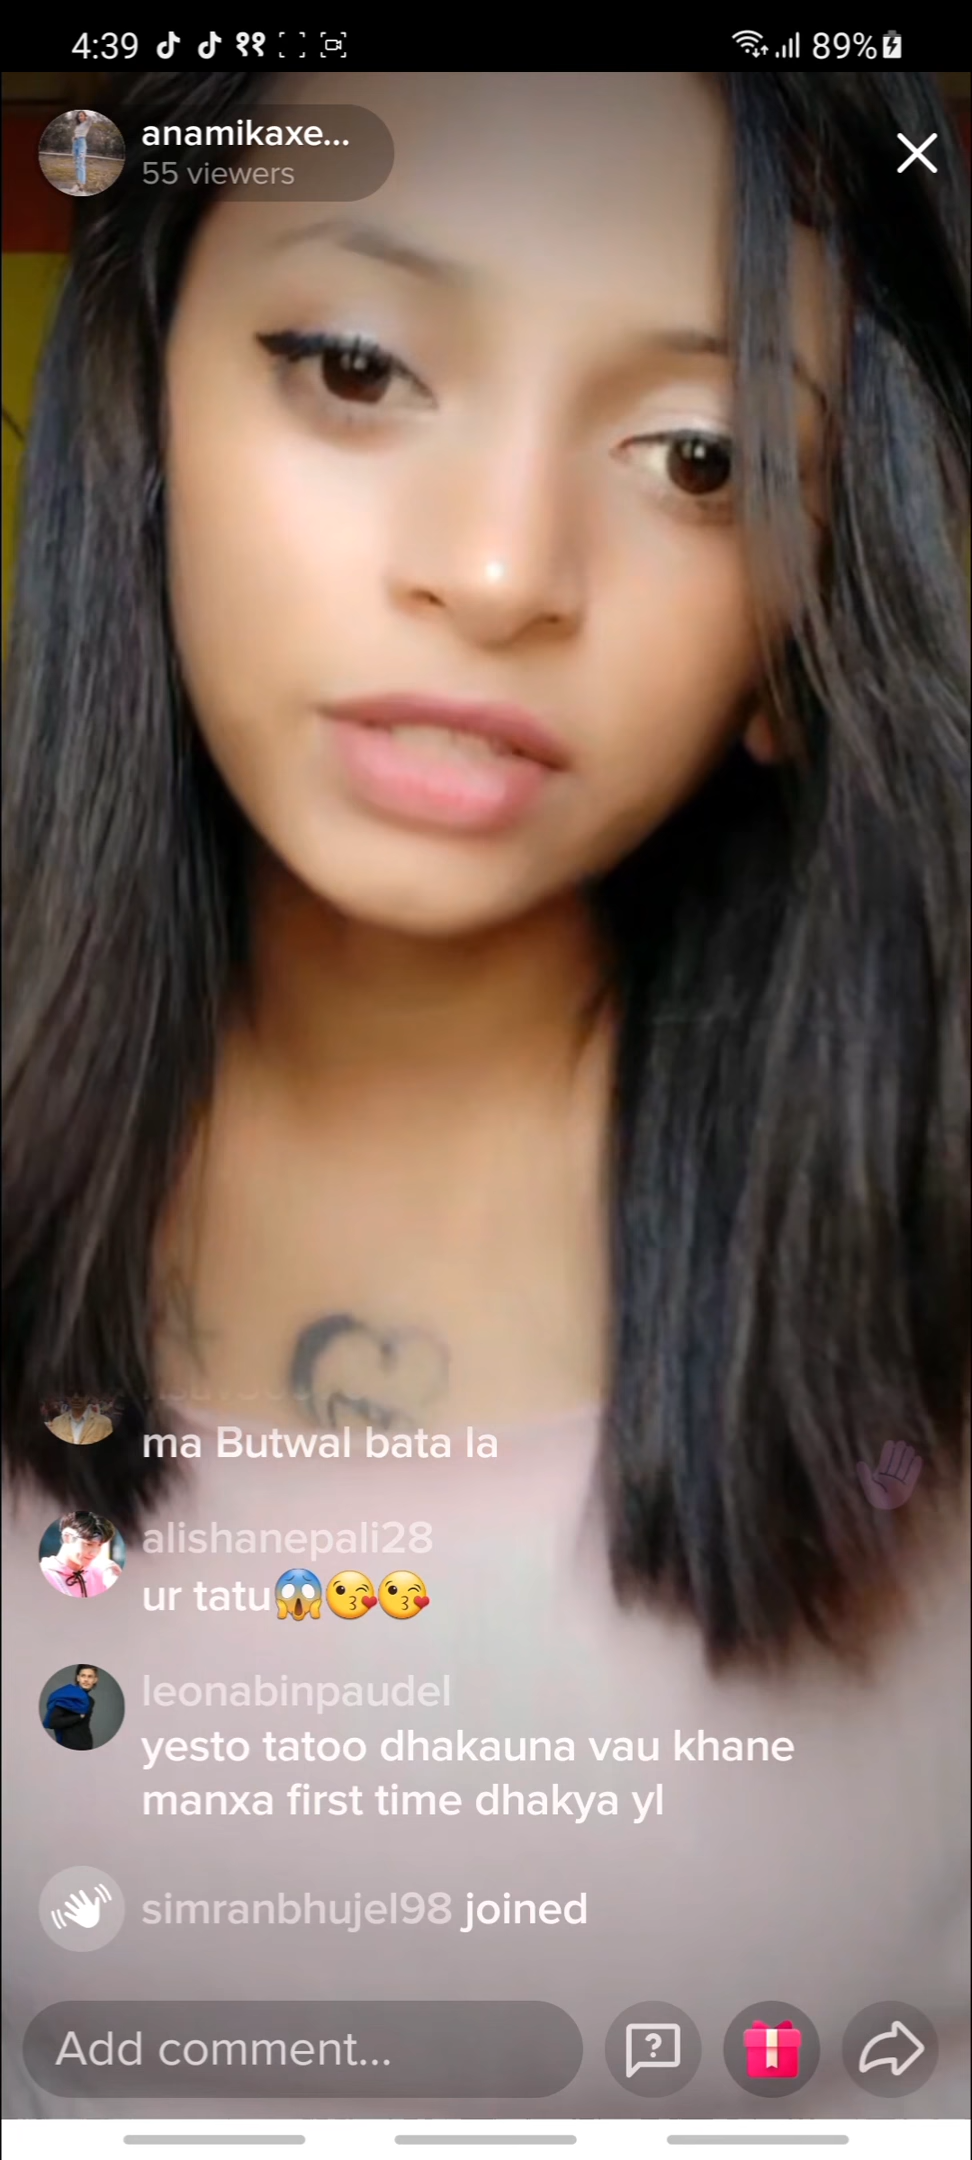 4:39
११
89%
anamikaxe...
55 viewers
ma Butwal bata la
alishanepali28
ur tatu😱😘😘
leonabinpaudel
yesto tatoo dhakauna vau khane
manxa first time dhakya yl
simranbhujel98 joined
Add comment...